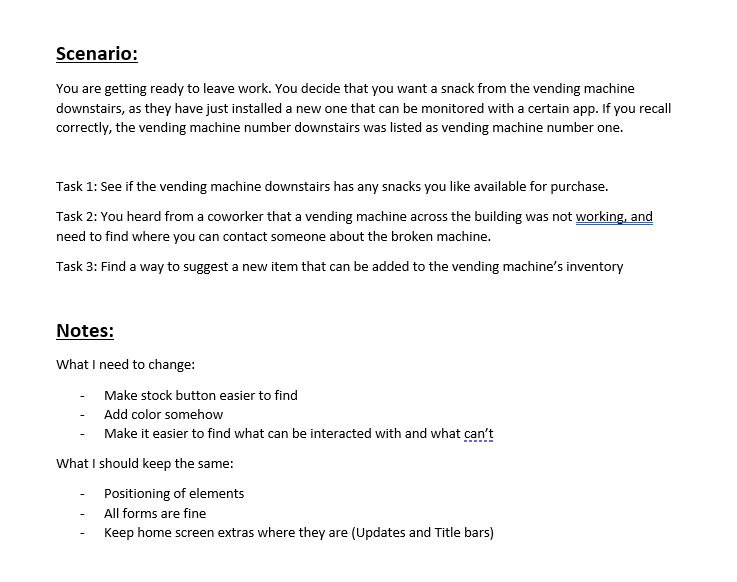 Scenario:
You are getting ready to leave work. You decide that you want a snack from the vending machine
downstairs, as they have just installed a new one that can be monitored with a certain app. If you recall
correctly, the vending machine number downstairs was listed as vending machine number one.
Task 1: See if the vending machine downstairs has any snacks you like available for purchase.
Task 2: You heard from a coworker that a vending machine across the building was not working, and
need to find where you can contact someone about the broken machine.
Task 3: Find a way to suggest a new item that can be added to the vending machine's inventory
Notes:
What I need to change:
- Make stock button easier to find
- Add color somehow
- Make it easier to find what can be interacted with and what can't
What I should keep the same:
- Positioning of elements
- All forms are fine
- Keep home screen extras where they are (Updates and Title bars)